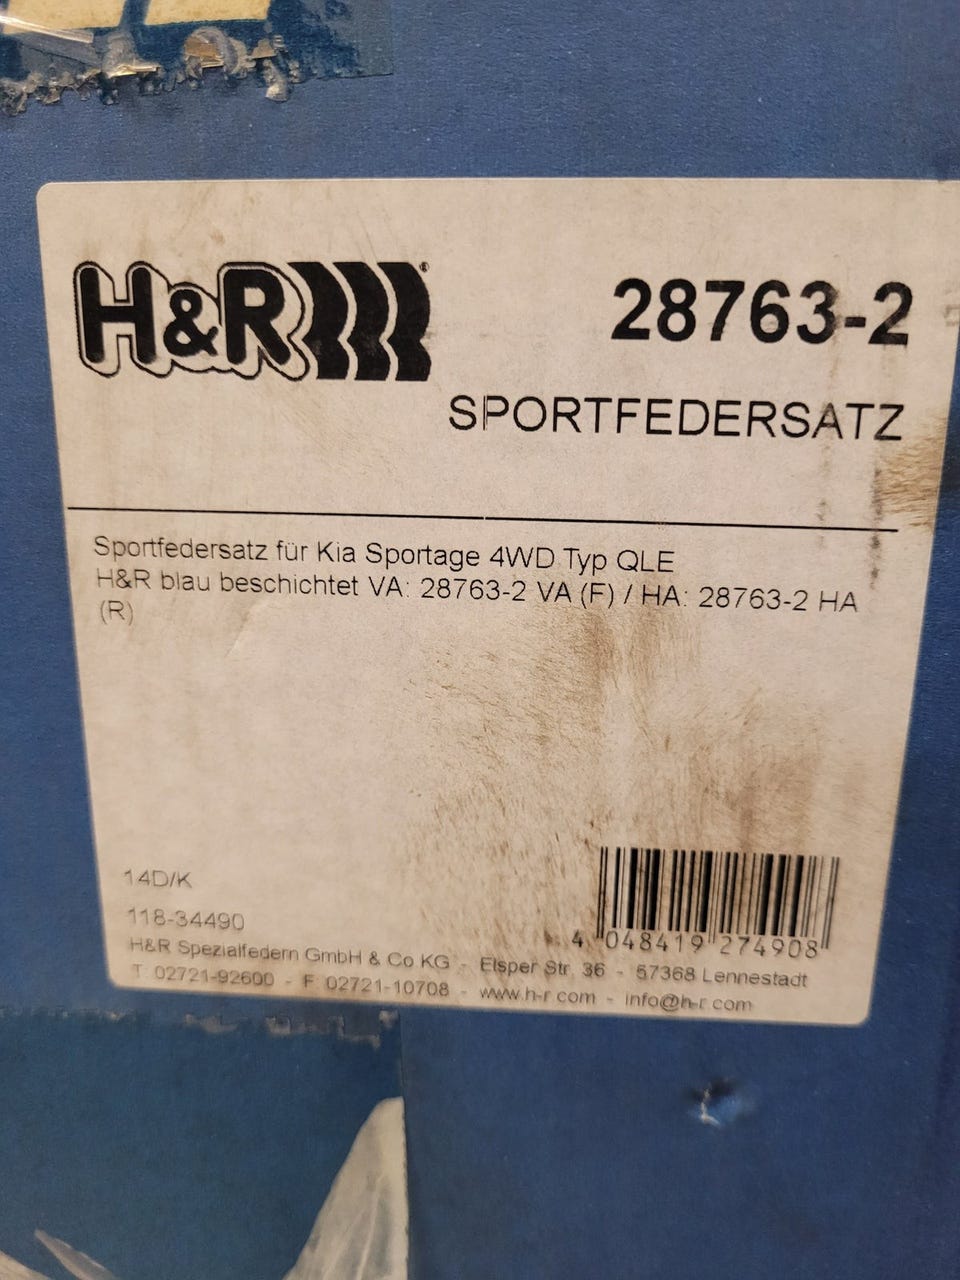 H&R®
28763-2
SPORTFEDERSATZ
Sportfedersatz für Kia Sportage 4WD Typ QLE
H&R blau beschichtet VA: 28763-2 VA (F) / HA: 28763-2 HA
(R)
14D/K
118-34490
4 048419 274908
H&R Spezialfedern GmbH & Co KG - Elsper Str. 36 - 57368 Lennestadt
T 02721-92600 - F 02721-10708 - www.h-r.com - info@h-r.com